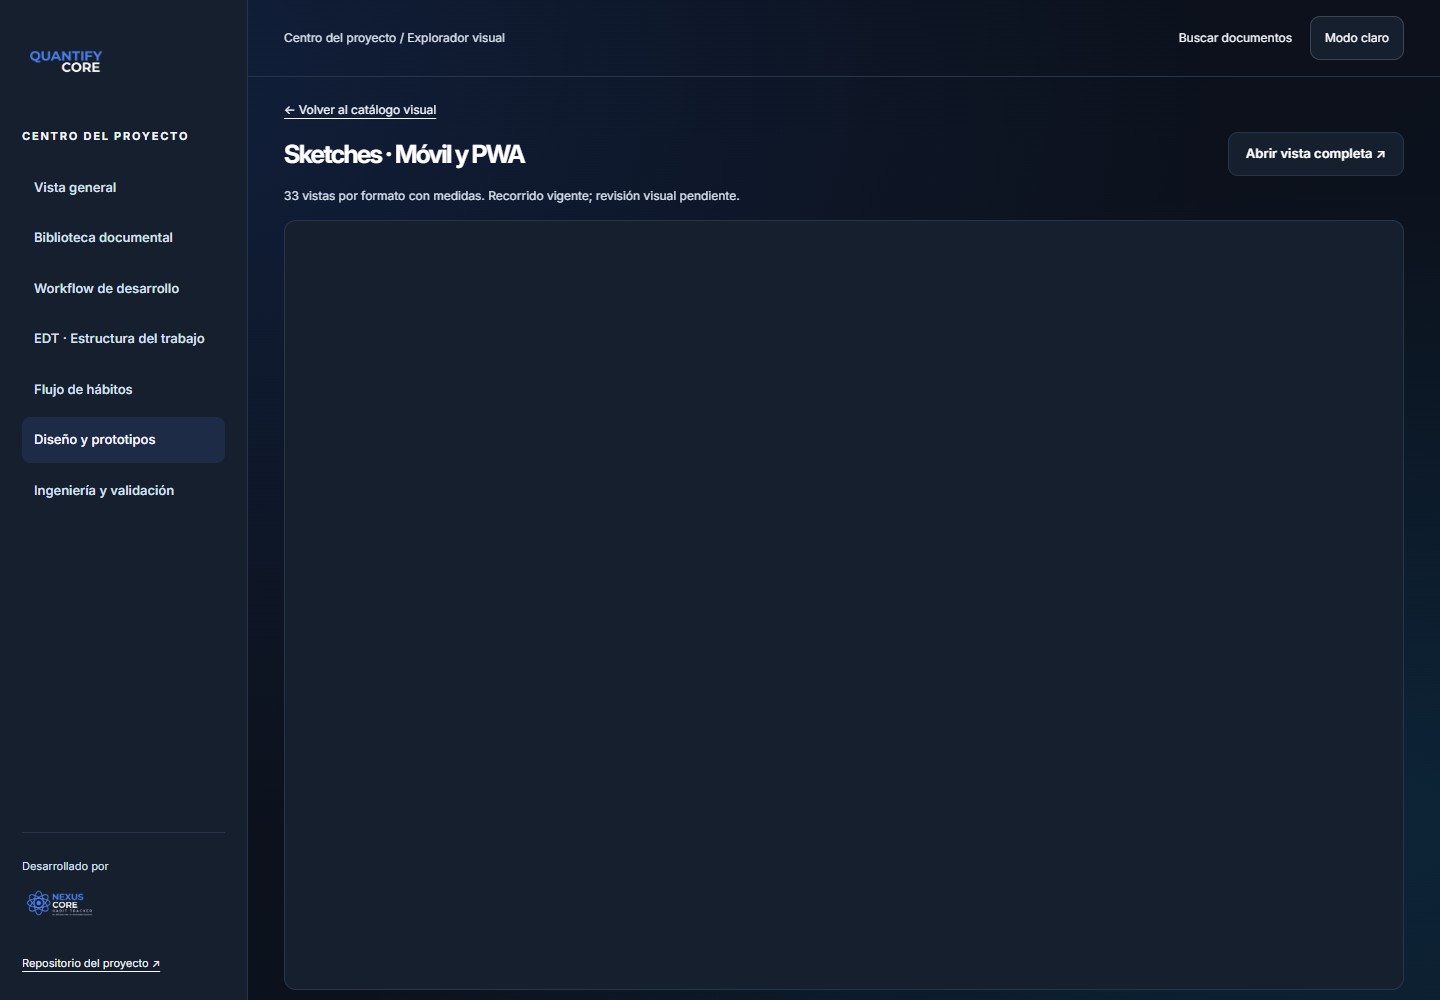 QUANTIFY
CORE
CENTRO DEL PROYECTO
Vista general
Biblioteca documental
Workflow de desarrollo
EDT · Estructura del trabajo
Flujo de hábitos
Diseño y prototipos
Ingeniería y validación
Desarrollado por
NEXUS
CORE
HABIT TRACKER
Repositorio del proyecto ↗
Centro del proyecto / Explorador visual
Buscar documentos
Modo claro
← Volver al catálogo visual
Sketches · Móvil y PWA
Abrir vista completa ↗
33 vistas por formato con medidas. Recorrido vigente; revisión visual pendiente.